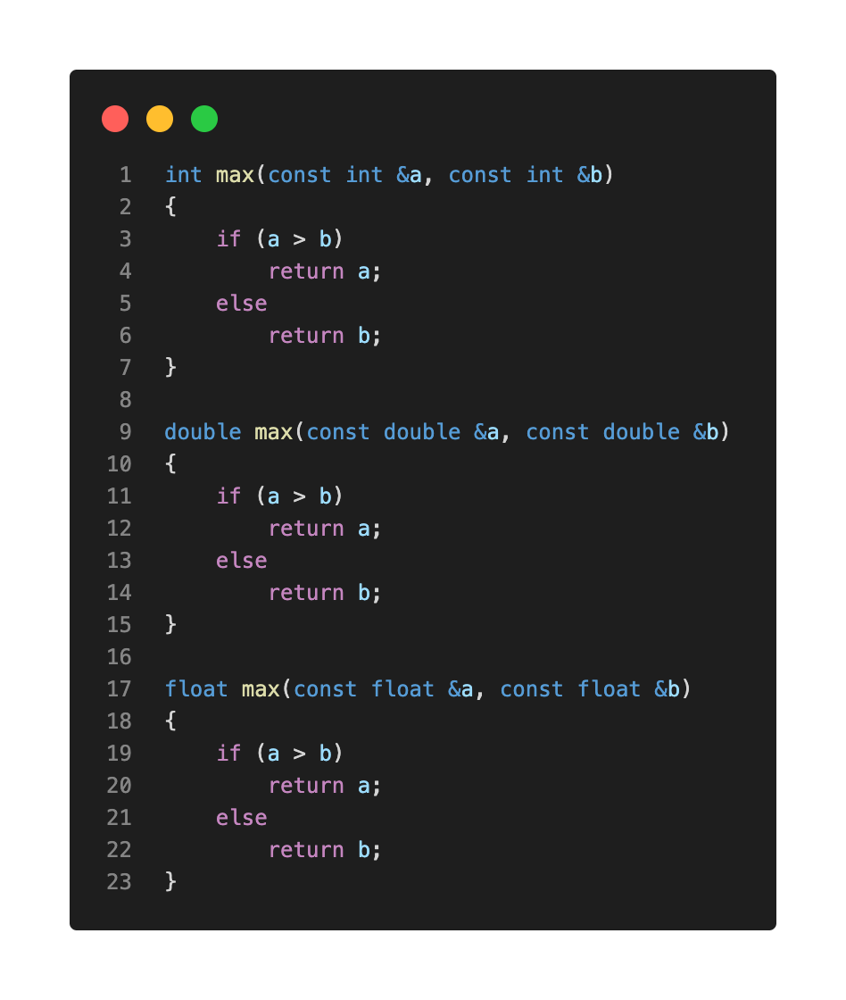 1 int max(const int &a, const int &b)
2 {
3     if (a > b)
4         return a;
5     else
6         return b;
7 }
8
9 double max(const double &a, const double &b)
10 {
11     if (a > b)
12         return a;
13     else
14         return b;
15 }
16
17 float max(const float &a, const float &b)
18 {
19     if (a > b)
20         return a;
21     else
22         return b;
23 }